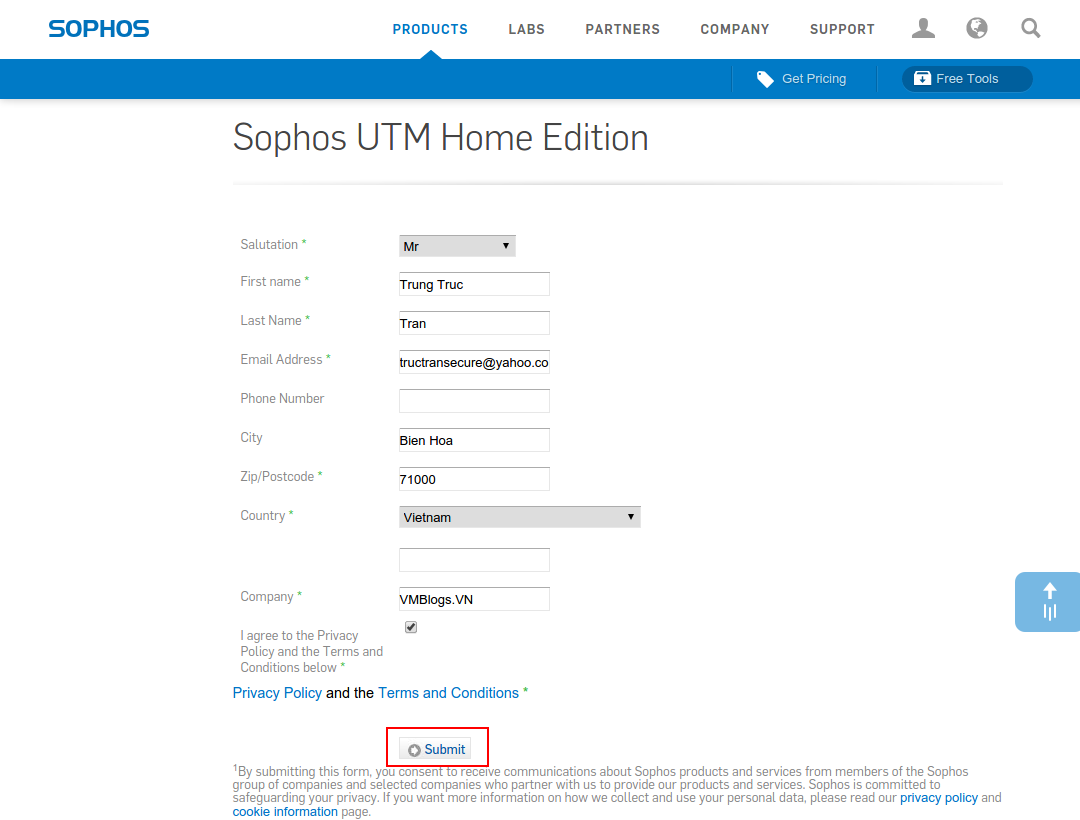 SOPHOS
PRODUCTS LABS PARTNERS COMPANY SUPPORT
Get Pricing Free Tools
Sophos UTM Home Edition
Salutation * Mr
First name * Trung Truc
Last Name * Tran
Email Address * tructransecure@yahoo.co
Phone Number
City Bien Hoa
Zip/Postcode * 71000
Country * Vietnam
Company * VMBlogs.VN
I agree to the Privacy
Policy and the Terms and
Conditions below *
Privacy Policy and the Terms and Conditions *
Submit
1By submitting this form, you consent to receive communications about Sophos products and services from members of the Sophos
group of companies and selected companies who partner with us to provide our products and services. Sophos is committed to
safeguarding your privacy. If you want more information on how we collect and use your personal data, please read our privacy policy and
cookie information page.